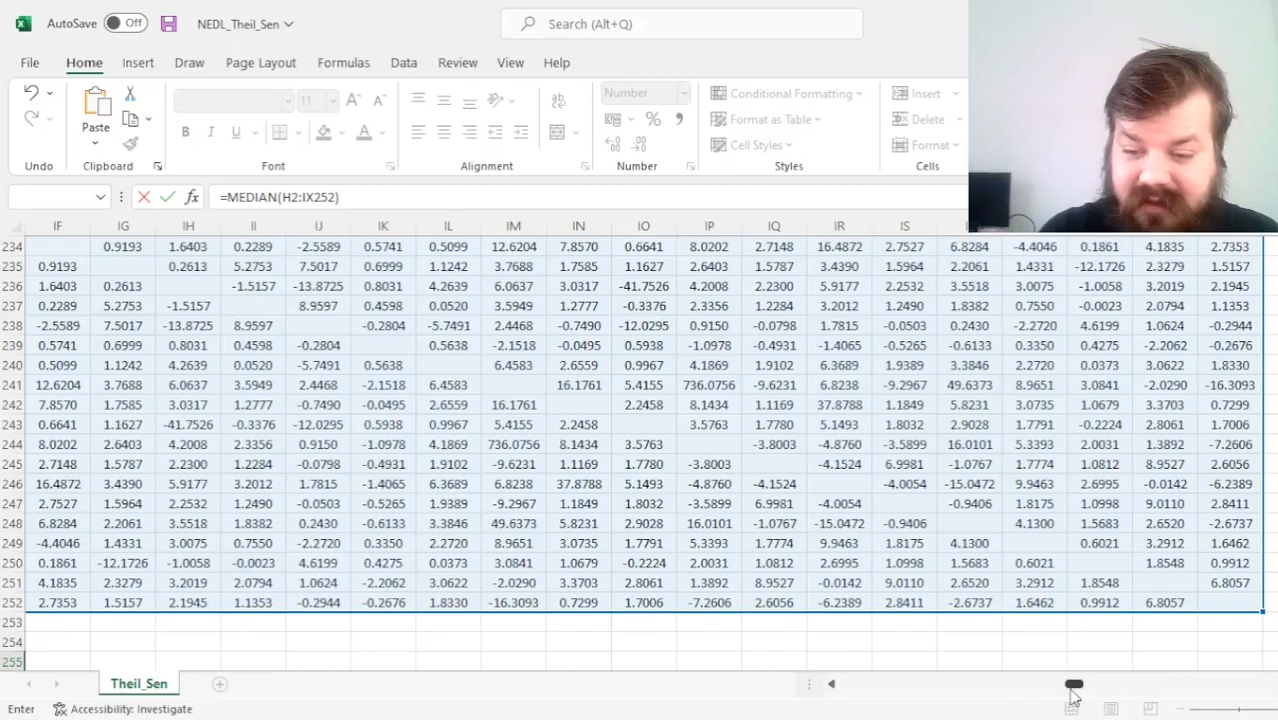 AutoSave Off NEDL_Theil_Sen Search (Alt+Q)
File Home Insert Draw Page Layout Formulas Data Review View Help
Paste 11 A A B I U A ab Number % Conditional Formatting Format as Table Cell Styles Insert Delete Format
Undo Clipboard Font Alignment Number Styles Cells
fx =MEDIAN(H2:IX252)
IF IG IH II IJ IK IL IM IN IO IP IQ IR IS
234 0.9193 1.6403 0.2289 -2.5589 0.5741 0.5099 12.6204 7.8570 0.6641 8.0202 2.7148 16.4872 2.7527 6.8284 -4.4046 0.1861 4.1835 2.7353
235 0.9193 0.2613 5.2753 7.5017 0.6999 1.1242 3.7688 1.7585 1.1627 2.6403 1.5787 3.4390 1.5964 2.2061 1.4331 -12.1726 2.3279 1.5157
236 1.6403 0.2613 -1.5157 -13.8725 0.8031 4.2639 6.0637 3.0317 -41.7526 4.2008 2.2300 5.9177 2.2532 3.5518 3.0075 -1.0058 3.2019 2.1945
237 0.2289 5.2753 -1.5157 8.9597 0.4598 0.0520 3.5949 1.2777 -0.3376 2.3356 1.2284 3.2012 1.2490 1.8382 0.7550 -0.0023 2.0794 1.1353
238 -2.5589 7.5017 -13.8725 8.9597 -0.2804 -5.7491 2.4468 -0.7490 -12.0295 0.9150 -0.0798 1.7815 -0.0503 0.2430 -2.2720 4.6199 1.0624 -0.2944
239 0.5741 0.6999 0.8031 0.4598 -0.2804 0.5638 -2.1518 -0.0495 0.5938 -1.0978 -0.4931 -1.4065 -0.5265 -0.6133 0.3350 0.4275 -2.2062 -0.2676
240 0.5099 1.1242 4.2639 0.0520 -5.7491 0.5638 6.4583 2.6559 0.9967 4.1869 1.9102 6.3689 1.9389 3.3846 2.2720 0.0373 3.0622 1.8330
241 12.6204 3.7688 6.0637 3.5949 2.4468 -2.1518 6.4583 16.1761 5.4155 736.0756 -9.6231 6.8238 -9.2967 49.6373 8.9651 3.0841 -2.0290 -16.3093
242 7.8570 1.7585 3.0317 1.2777 -0.7490 -0.0495 2.6559 16.1761 2.2458 8.1434 1.1169 37.8788 1.1849 5.8231 3.0735 1.0679 3.3703 0.7299
243 0.6641 1.1627 -41.7526 -0.3376 -12.0295 0.5938 0.9967 5.4155 2.2458 3.5763 1.7780 5.1493 1.8032 2.9028 1.7791 -0.2224 2.8061 1.7006
244 8.0202 2.6403 4.2008 2.3356 0.9150 -1.0978 4.1869 736.0756 8.1434 3.5763 -3.8003 -4.8760 -3.5899 16.0101 5.3393 2.0031 1.3892 -7.2606
245 2.7148 1.5787 2.2300 1.2284 -0.0798 -0.4931 1.9102 -9.6231 1.1169 1.7780 -3.8003 -4.1524 6.9981 -1.0767 1.7774 1.0812 8.9527 2.6056
246 16.4872 3.4390 5.9177 3.2012 1.7815 -1.4065 6.3689 6.8238 37.8788 5.1493 -4.8760 -4.1524 -4.0054 -15.0472 9.9463 2.6995 -0.0142 -6.2389
247 2.7527 1.5964 2.2532 1.2490 -0.0503 -0.5265 1.9389 -9.2967 1.1849 1.8032 -3.5899 6.9981 -4.0054 -0.9406 1.8175 1.0998 9.0110 2.8411
248 6.8284 2.2061 3.5518 1.8382 0.2430 -0.6133 3.3846 49.6373 5.8231 2.9028 16.0101 -1.0767 -15.0472 -0.9406 4.1300 1.5683 2.6520 -2.6737
249 -4.4046 1.4331 3.0075 0.7550 -2.2720 0.3350 2.2720 8.9651 3.0735 1.7791 5.3393 1.7774 9.9463 1.8175 4.1300 0.6021 3.2912 1.6462
250 0.1861 -12.1726 -1.0058 -0.0023 4.6199 0.4275 0.0373 3.0841 1.0679 -0.2224 2.0031 1.0812 2.6995 1.0998 1.5683 0.6021 1.8548 0.9912
251 4.1835 2.3279 3.2019 2.0794 1.0624 -2.2062 3.0622 -2.0290 3.3703 2.8061 1.3892 8.9527 -0.0142 9.0110 2.6520 3.2912 1.8548 6.8057
252 2.7353 1.5157 2.1945 1.1353 -0.2944 -0.2676 1.8330 -16.3093 0.7299 1.7006 -7.2606 2.6056 -6.2389 2.8411 -2.6737 1.6462 0.9912 6.8057
253
254
255
Theil_Sen
Enter Accessibility: Investigate